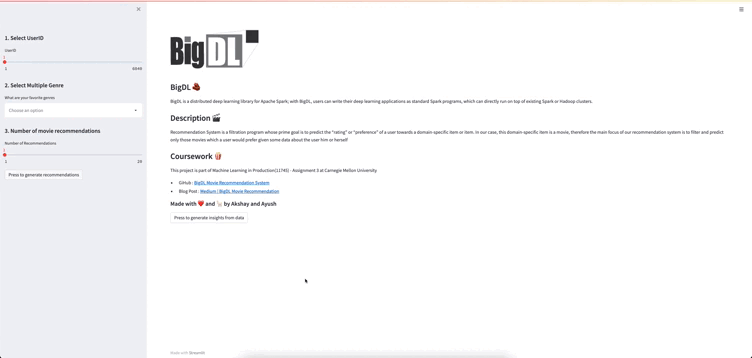 1. Select UserID
UserID
1
1
6040
2. Select Multiple Genre
What are your favorite genres
Choose an option
3. Number of movie recommendations
Number of Recommendations
1
1
20
Press to generate recommendations
BigDL
BigDL
BigDL is a distributed deep learning library for Apache Spark; with BigDL, users can write their deep learning applications as standard Spark programs, which can directly run on top of existing Spark or Hadoop clusters.
Description
Recommendation System is a filtration program whose prime goal is to predict the "rating" or "preference" of a user towards a domain-specific item or item. In our case, this domain-specific item is a movie, therefore the main focus of our recommendation system is to filter and predict
only those movies which a user would prefer given some data about the user him or herself
Coursework
This project is part of Machine Learning in Production(11745) - Assignment 3 at Carnegie Mellon University
GitHub : BigDL Movie Recommendation System
Blog Post : Medium | BigDL Movie Recommendation
Made with ❤️ and 🦙 by Akshay and Ayush
Press to generate insights from data
Made with Streamlit